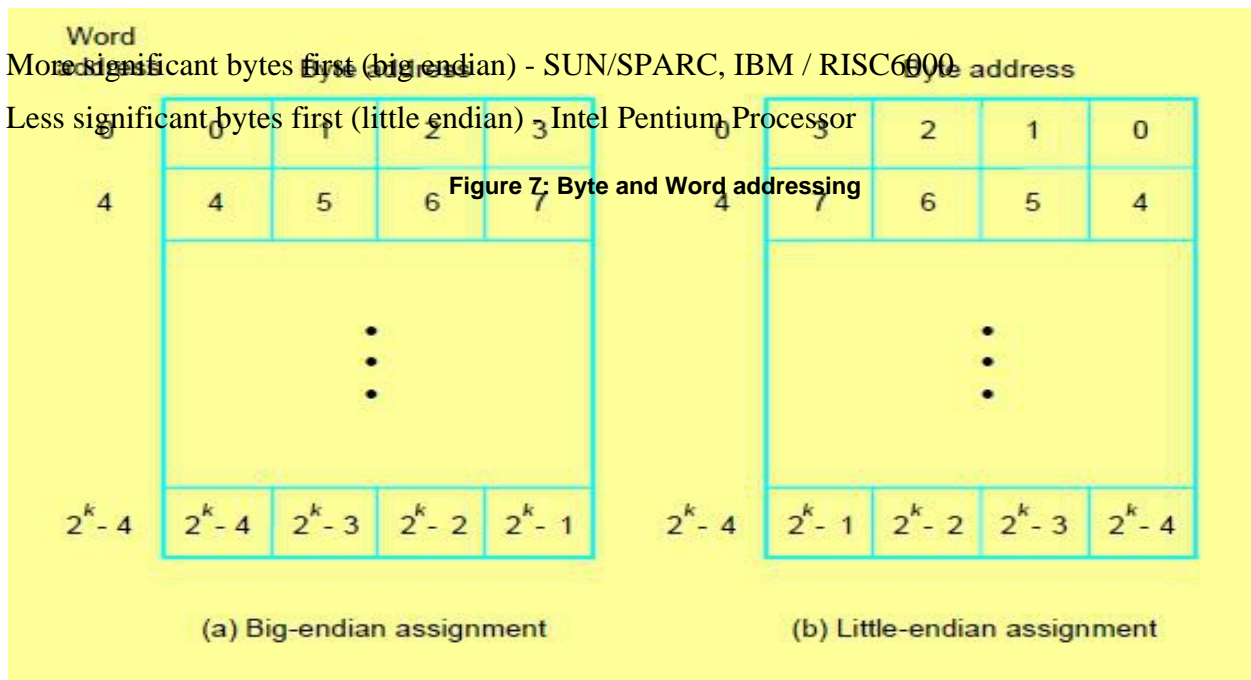 Word
address Byte address Byte address
More significant bytes first (big endian) - SUN/SPARC, IBM / RISC6000
Less significant bytes first (little endian) - Intel Pentium Processor
0 0 1 2 3 0 3 2 1 0
Figure 7: Byte and Word addressing
4 4 5 6 7 4 7 6 5 4
2^k - 4 2^k - 4 2^k - 3 2^k - 2 2^k - 1 2^k - 4 2^k - 1 2^k - 2 2^k - 3 2^k - 4
(a) Big-endian assignment (b) Little-endian assignment